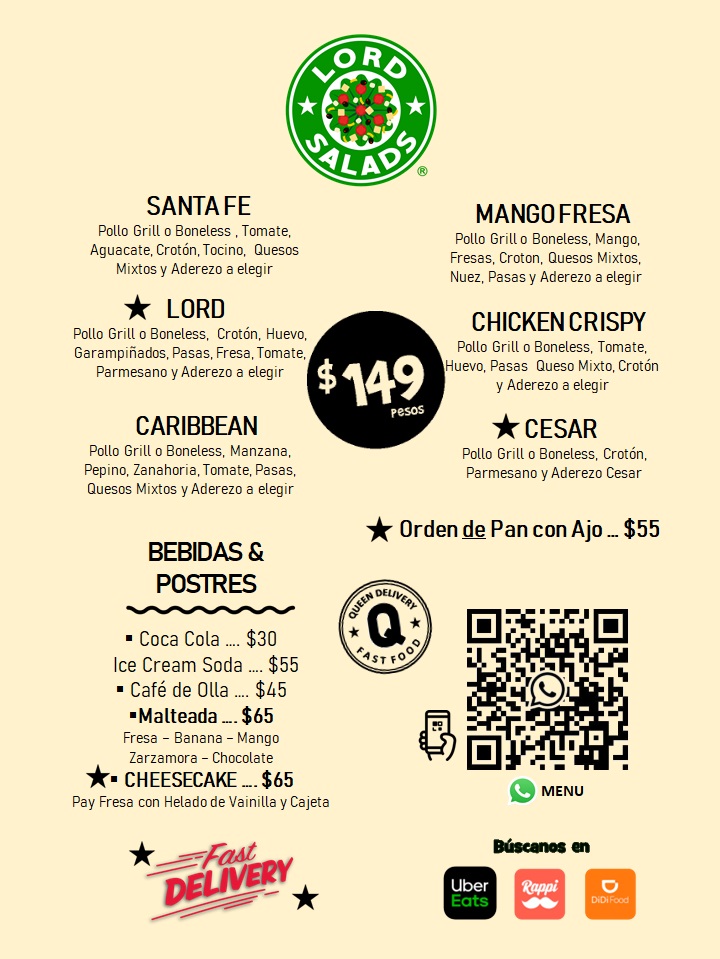 LORD
SALADS
®
SANTA FE
Pollo Grill o Boneless , Tomate,
Aguacate, Crotón, Tocino, Quesos
Mixtos y Aderezo a elegir
★ LORD
Pollo Grill o Boneless, Crotón, Huevo,
Garampiñados, Pasas, Fresa, Tomate,
Parmesano y Aderezo a elegir
CARIBBEAN
Pollo Grill o Boneless, Manzana,
Pepino, Zanahoria, Tomate, Pasas,
Quesos Mixtos y Aderezo a elegir
MANGO FRESA
Pollo Grill o Boneless, Mango,
Fresas, Croton, Quesos Mixtos,
Nuez, Pasas y Aderezo a elegir
CHICKEN CRISPY
Pollo Grill o Boneless, Tomate,
Huevo, Pasas Queso Mixto, Crotón
y Aderezo a elegir
★ CESAR
Pollo Grill o Boneless, Crotón,
Parmesano y Aderezo Cesar
$149
pesos
★ Orden de Pan con Ajo ... $55
BEBIDAS &
POSTRES
▪ Coca Cola .... $30
Ice Cream Soda .... $55
▪ Café de Olla .... $45
▪Malteada .... $65
Fresa – Banana – Mango
Zarzamora – Chocolate
★▪ CHEESECAKE .... $65
Pay Fresa con Helado de Vainilla y Cajeta
QUEEN DELIVERY
Q
FAST FOOD
MENU
Fast
DELIVERY
Búscanos en
Uber
Eats
Rappi
DiDi Food